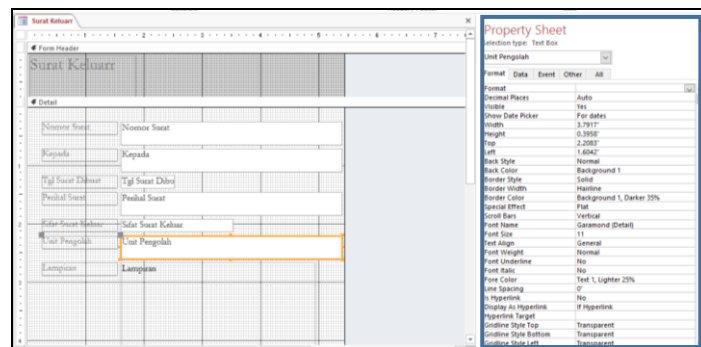 Surat Keluarr
Form Header
Surat Keluarr
Detail
Nomor Surat Nomor Surat
Kepada Kepada
Tgl Surat Dibuat Tgl Surat Dibu
Perihal Surat Perihal Surat
Sifat Surat Keluar Sifat Surat Keluar
Unit Pengolah Unit Pengolah
Lampiran Lampiran
Property Sheet
Selection type: Text Box
Unit Pengolah
Format Data Event Other All
Format
Decimal Places Auto
Visible Yes
Show Date Picker For dates
Width 3.7917"
Height 0.3958"
Top 2.2083"
Left 1.6042"
Back Style Normal
Back Color Background 1
Border Style Solid
Border Width Hairline
Border Color Background 1, Darker 35%
Special Effect Flat
Scroll Bars Vertical
Font Name Garamond (Detail)
Font Size 11
Text Align General
Font Weight Normal
Font Underline No
Font Italic No
Fore Color Text 1, Lighter 25%
Line Spacing 0"
Is Hyperlink No
Display As Hyperlink If Hyperlink
Hyperlink Target
Gridline Style Top Transparent
Gridline Style Bottom Transparent
Gridline Style Left Transparent